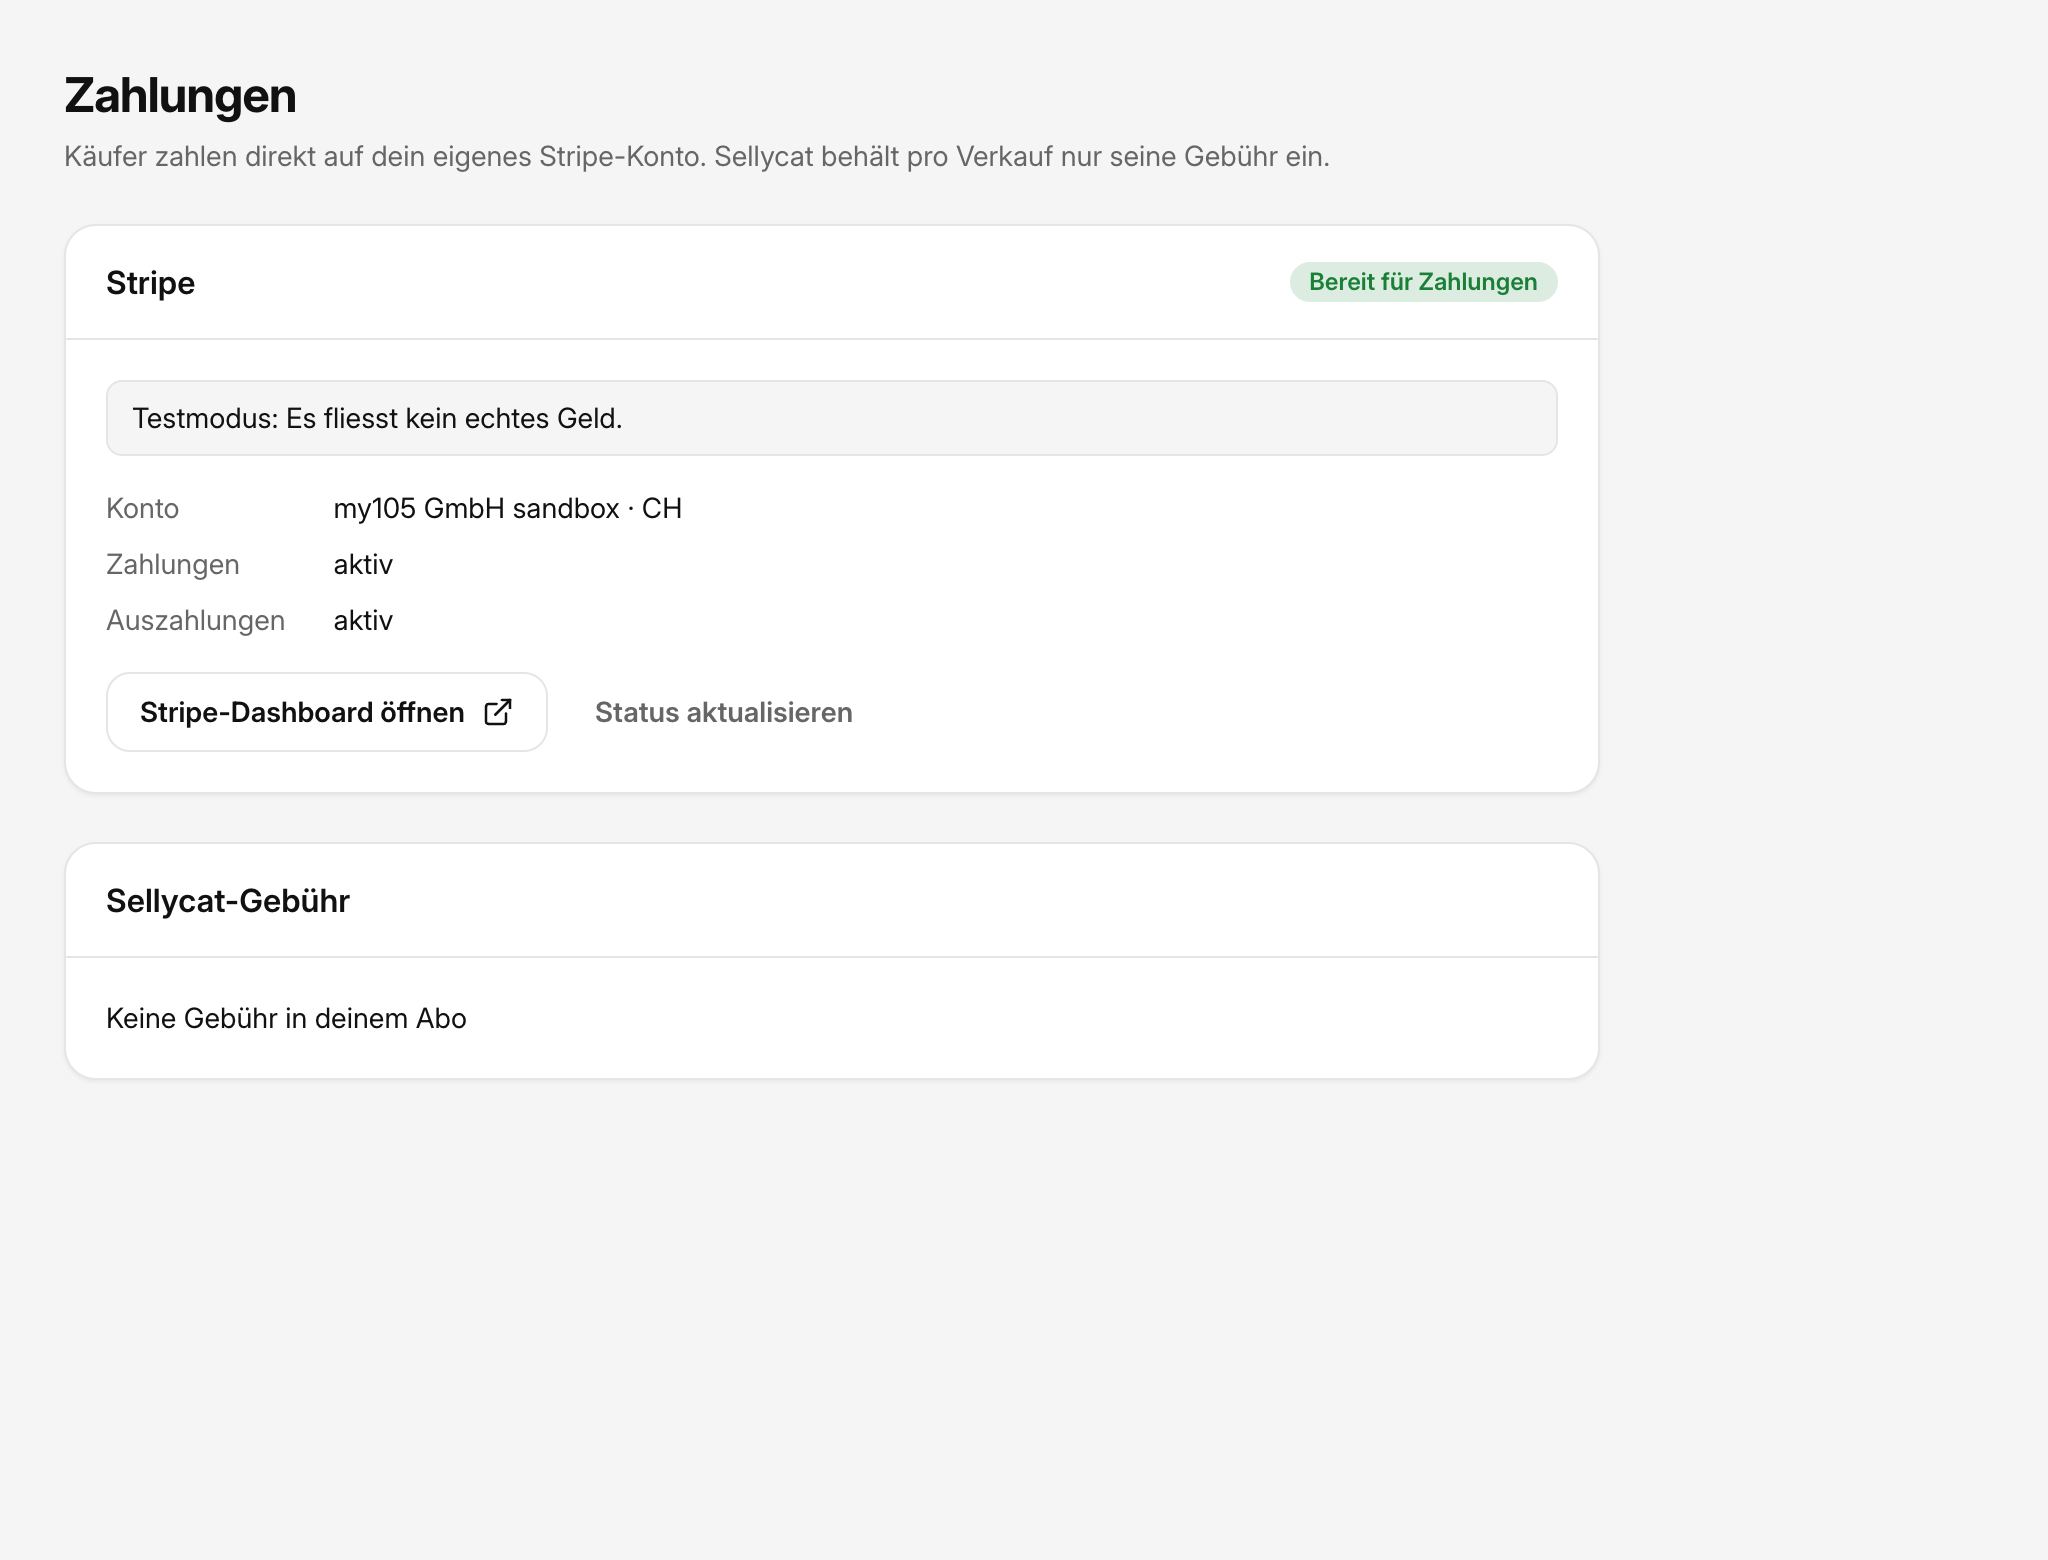 Zahlungen
Käufer zahlen direkt auf dein eigenes Stripe-Konto. Sellycat behält pro Verkauf nur seine Gebühr ein.
Stripe
Bereit für Zahlungen
Testmodus: Es fliesst kein echtes Geld.
Konto my105 GmbH sandbox · CH
Zahlungen aktiv
Auszahlungen aktiv
Stripe-Dashboard öffnen Status aktualisieren
Sellycat-Gebühr
Keine Gebühr in deinem Abo